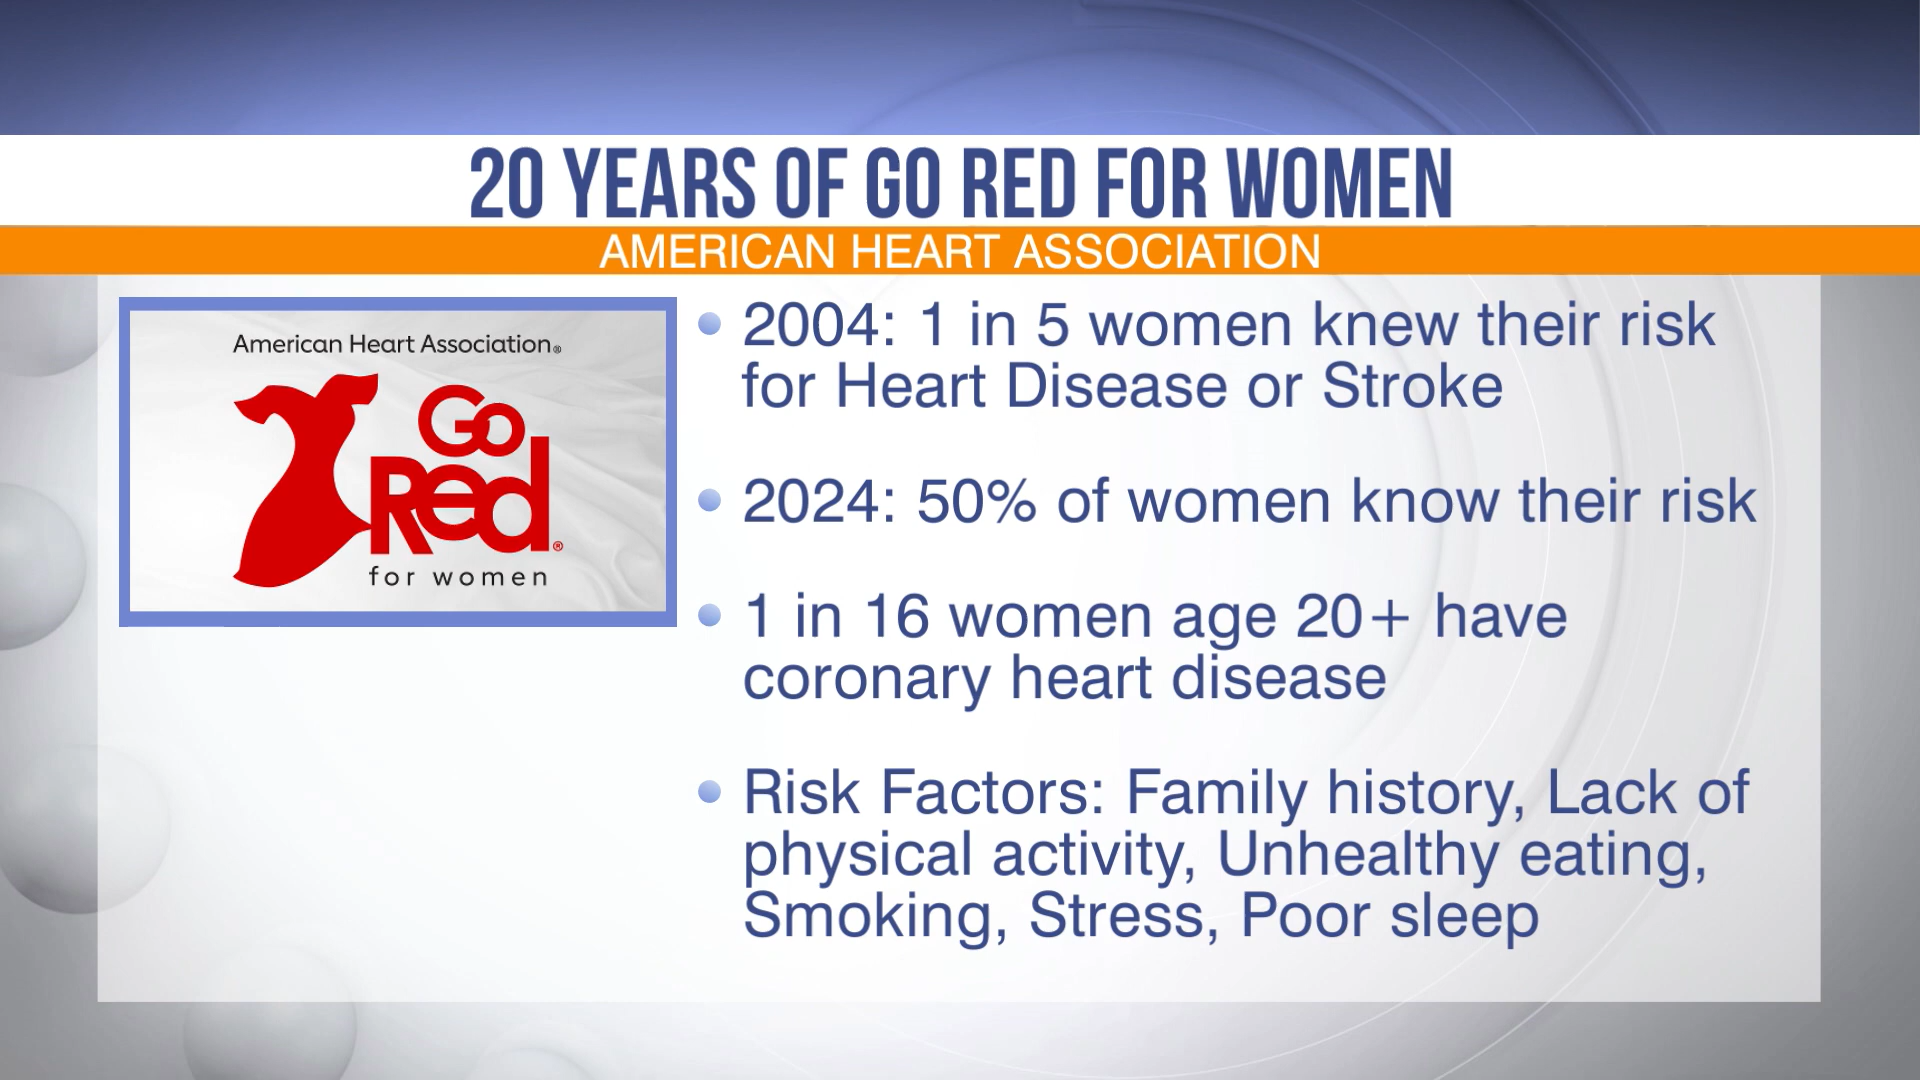 20 YEARS OF GO RED FOR WOMEN
AMERICAN HEART ASSOCIATION
American Heart Association®
Go
Red®
for women
• 2004: 1 in 5 women knew their risk
for Heart Disease or Stroke
• 2024: 50% of women know their risk
• 1 in 16 women age 20+ have
coronary heart disease
• Risk Factors: Family history, Lack of
physical activity, Unhealthy eating,
Smoking, Stress, Poor sleep